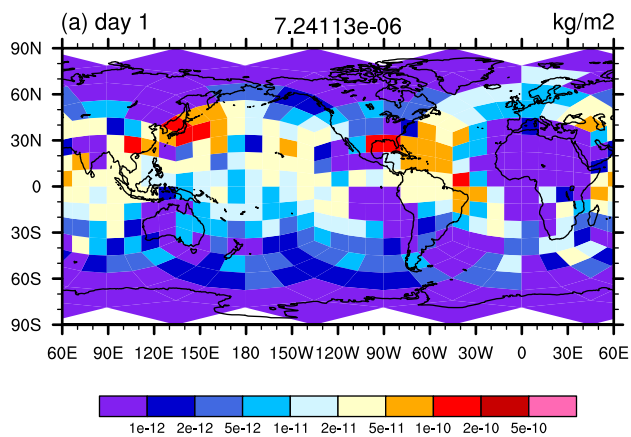 (a) day 1 7.24113e-06 kg/m2
90N
60N
30N
0
30S
60S
90S
60E 90E 120E 150E 180 150W 120W 90W 60W 30W 0 30E 60E
1e-12 2e-12 5e-12 1e-11 2e-11 5e-11 1e-10 2e-10 5e-10